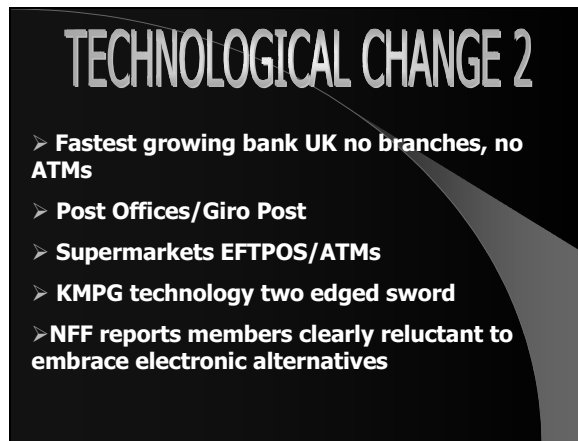 TECHNOLOGICAL CHANGE 2
➢ Fastest growing bank UK no branches, no
ATMs
➢ Post Offices/Giro Post
➢ Supermarkets EFTPOS/ATMs
➢ KMPG technology two edged sword
➢NFF reports members clearly reluctant to
embrace electronic alternatives